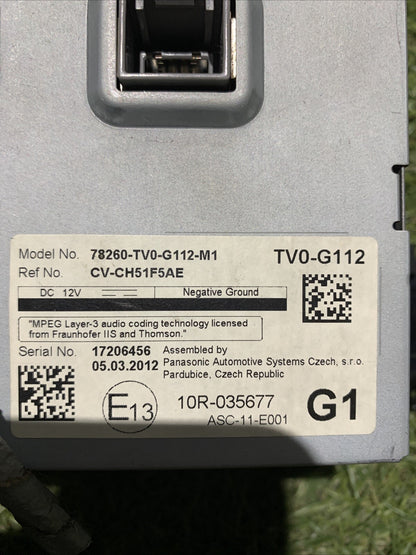 Model No. 78260-TV0-G112-M1 TV0-G112
Ref No. CV-CH51F5AE
DC 12V Negative Ground
"MPEG Layer-3 audio coding technology licensed
from Fraunhofer IIS and Thomson."
Serial No. 17206456 Assembled by
05.03.2012 Panasonic Automotive Systems Czech, s.r.o.
Pardubice, Czech Republic
E13 10R-035677 G1
ASC-11-E001